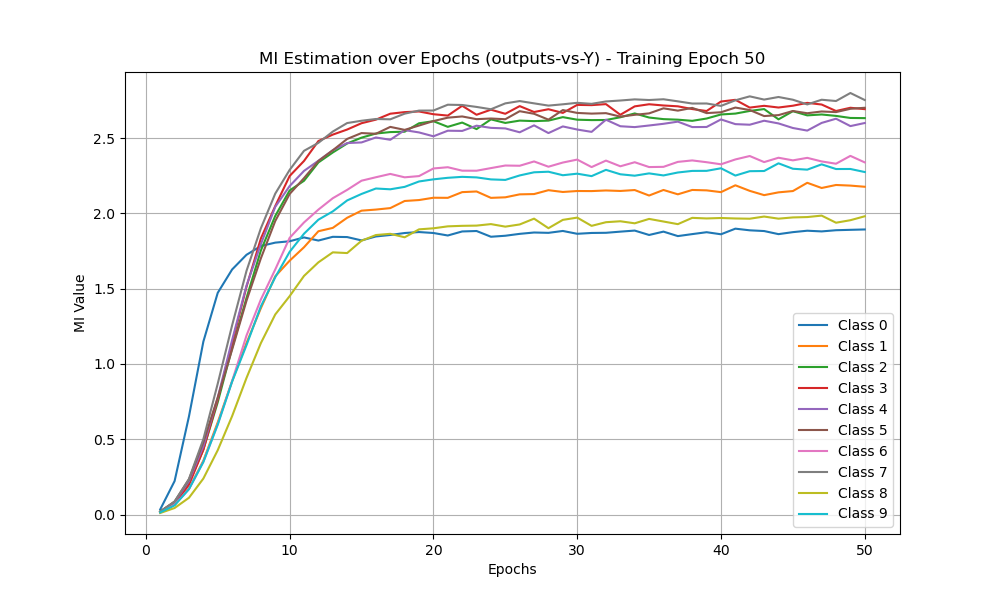 MI Estimation over Epochs (outputs-vs-Y) - Training Epoch 50
MI Value
2.5
2.0
1.5
1.0
0.5
0.0
0 10 20 30 40 50
Epochs
Class 0
Class 1
Class 2
Class 3
Class 4
Class 5
Class 6
Class 7
Class 8
Class 9